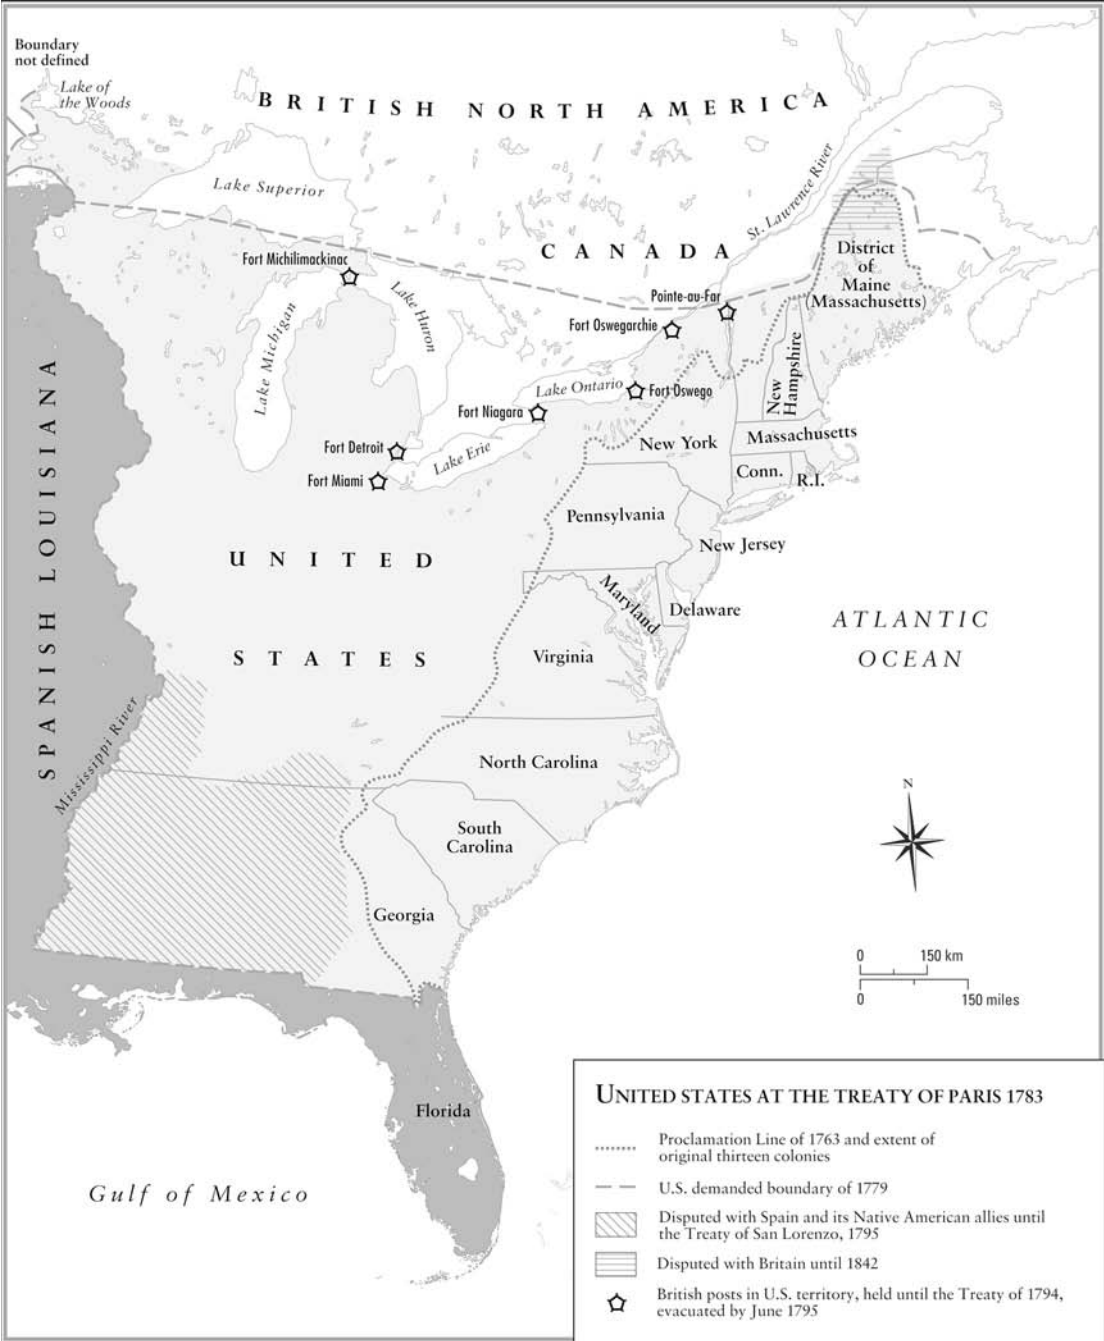 Boundary
not defined
Lake of
the Woods
BRITISH NORTH AMERICA
Lake Superior
St. Lawrence River
CANADA
District
of
Maine
(Massachusetts)
Fort Michilimackinac
Pointe-au-Far
Fort Oswegarchie
Lake Huron
Lake Michigan
New
Hampshire
Lake Ontario
Fort Oswego
Fort Niagara
New York
Massachusetts
Fort Detroit
Lake Erie
Conn.
R.I.
Fort Miami
Pennsylvania
New Jersey
SPANISH LOUISIANA
UNITED
STATES
Maryland
Delaware
Virginia
ATLANTIC
OCEAN
Mississippi River
North Carolina
South
Carolina
Georgia
N
0 150 km
0 150 miles
Florida
Gulf of Mexico
UNITED STATES AT THE TREATY OF PARIS 1783
Proclamation Line of 1763 and extent of
original thirteen colonies
U.S. demanded boundary of 1779
Disputed with Spain and its Native American allies until
the Treaty of San Lorenzo, 1795
Disputed with Britain until 1842
British posts in U.S. territory, held until the Treaty of 1794,
evacuated by June 1795